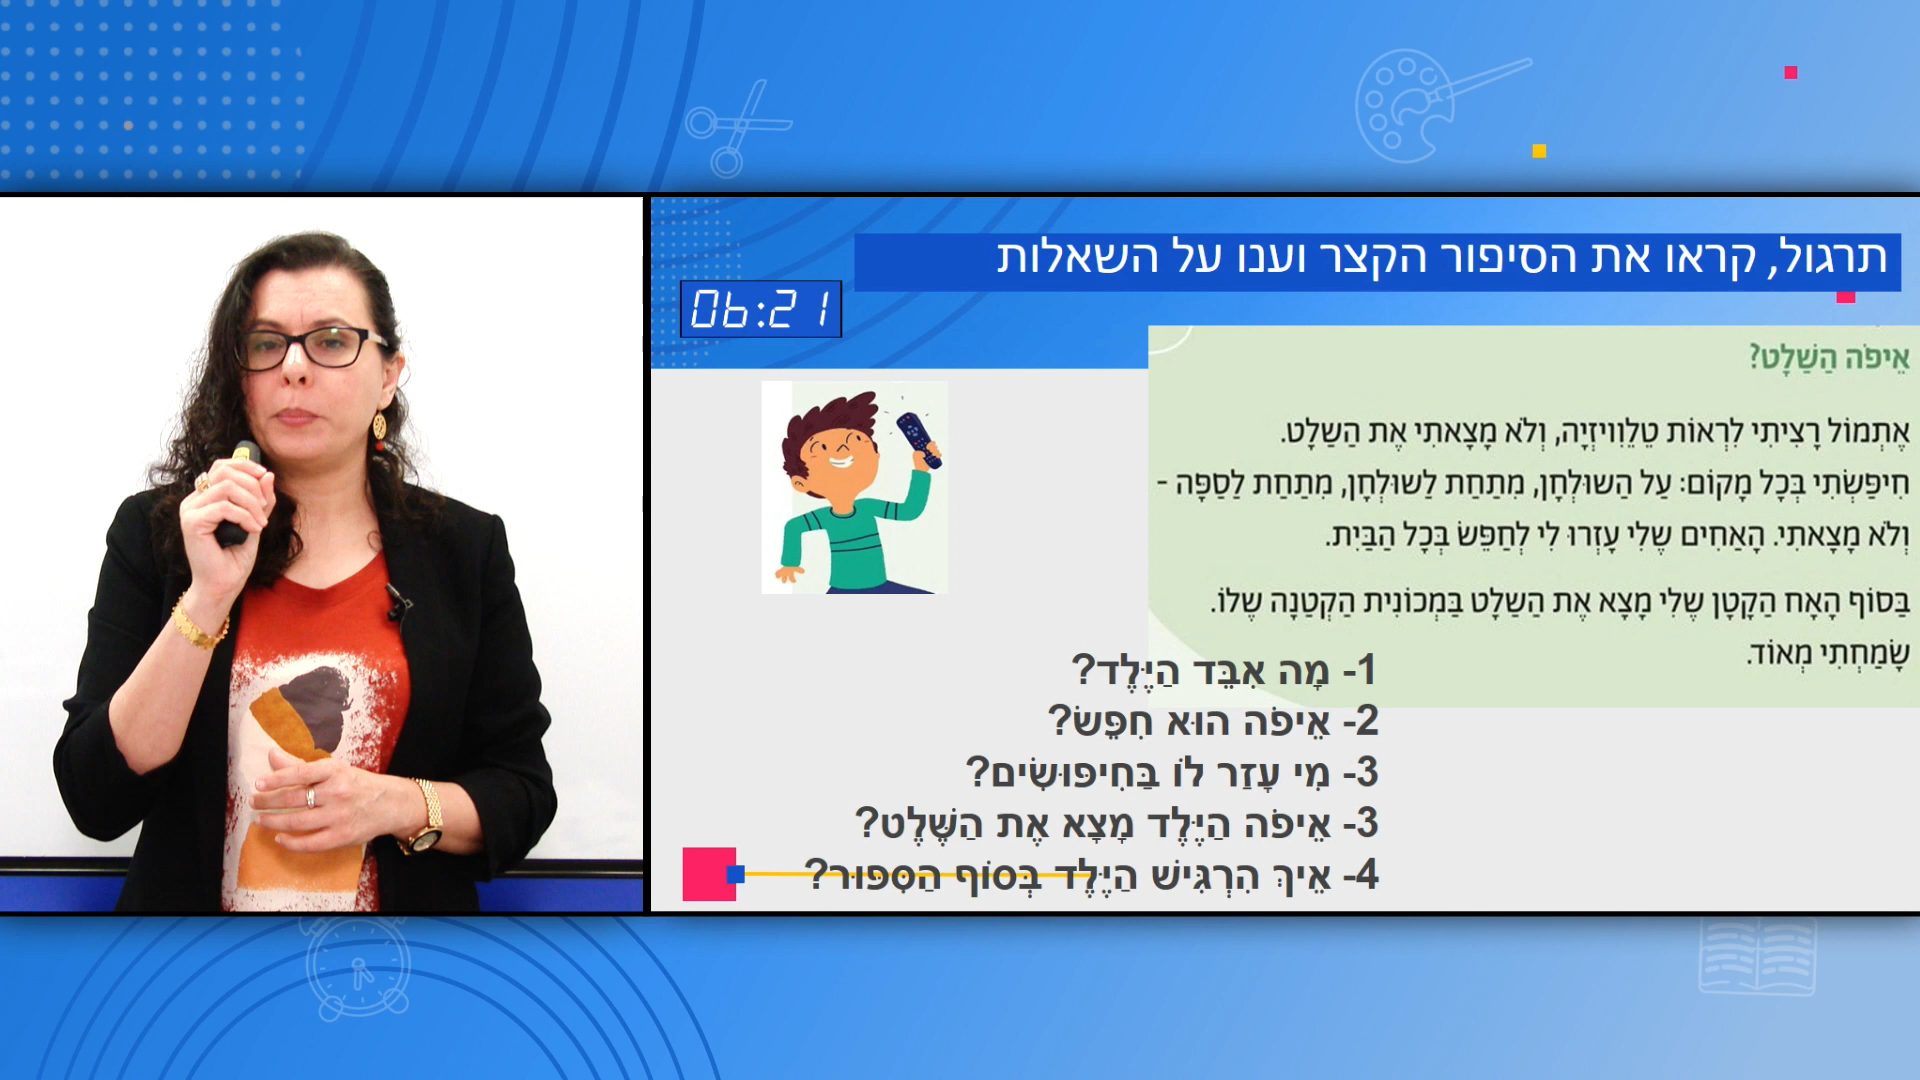 תרגול, קראו את הסיפור הקצר וענו על השאלות
06:21
אֵיפֹה הַשַּׁלָּט?
אֶתְמוֹל רָצִיתִי לִרְאוֹת טֵלֵוִויזְיָה, וְלֹא מָצָאתִי אֶת הַשַּׁלָּט.
חִיפַּשְׂתִּי בְּכָל מָקוֹם: עַל הַשּׁוּלְחָן, מִתַּחַת לַשּׁוּלְחָן, מִתַּחַת לַסַּפָּה -
וְלֹא מָצָאתִי. הָאַחִים שֶׁלִּי עָזְרוּ לִי לְחַפֵּשׂ בְּכָל הַבַּיִת.
בַּסּוֹף הָאָח הַקָּטָן שֶׁלִּי מָצָא אֶת הַשַּׁלָּט בַּמְּכוֹנִית הַקְּטַנָּה שֶׁלּוֹ.
שָׂמַחְתִּי מְאוֹד.
1- מָה אִבֵּד הַיֶּלֶד?
2- אֵיפֹה הוּא חִפֵּשׂ?
3- מִי עָזַר לוֹ בַּחִיפּוּשִׂים?
3- אֵיפֹה הַיֶּלֶד מָצָא אֶת הַשֶּׁלֶט?
4- אֵיךְ הִרְגִּישׁ הַיֶּלֶד בְּסוֹף הַסִּפּוּר?